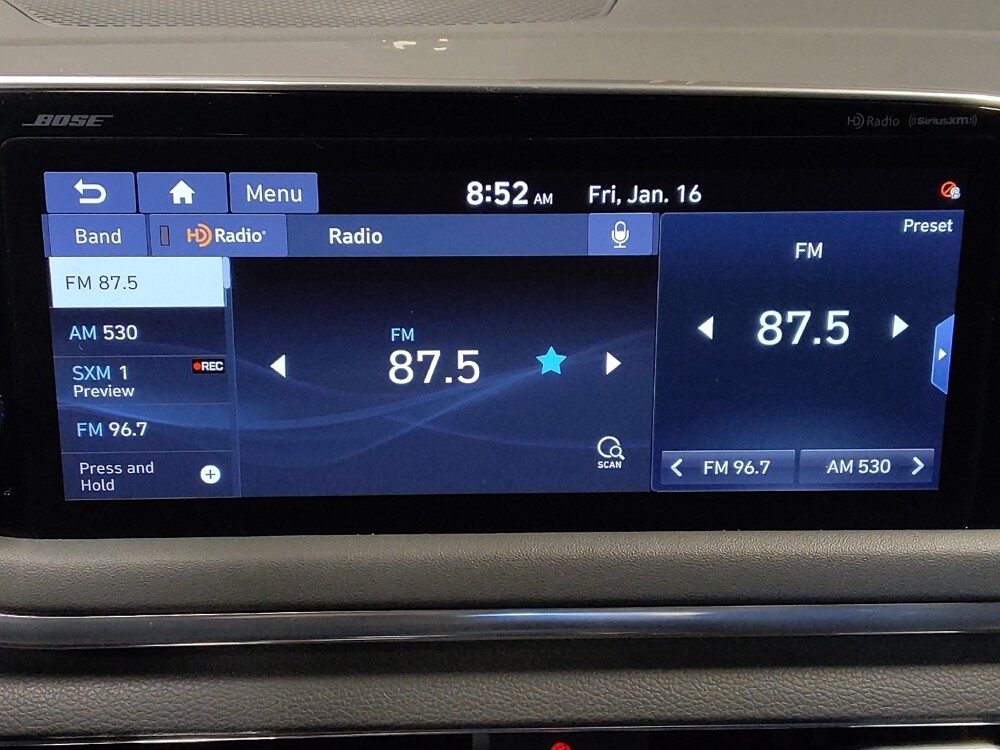 BOSE
HD Radio ((SiriusXM))
Menu
8:52 AM
Fri, Jan. 16
Band
HD Radio
Radio
Preset
FM 87.5
AM 530
SXM 1
REC
Preview
FM 96.7
Press and
Hold
FM
87.5
SCAN
FM
87.5
FM 96.7
AM 530